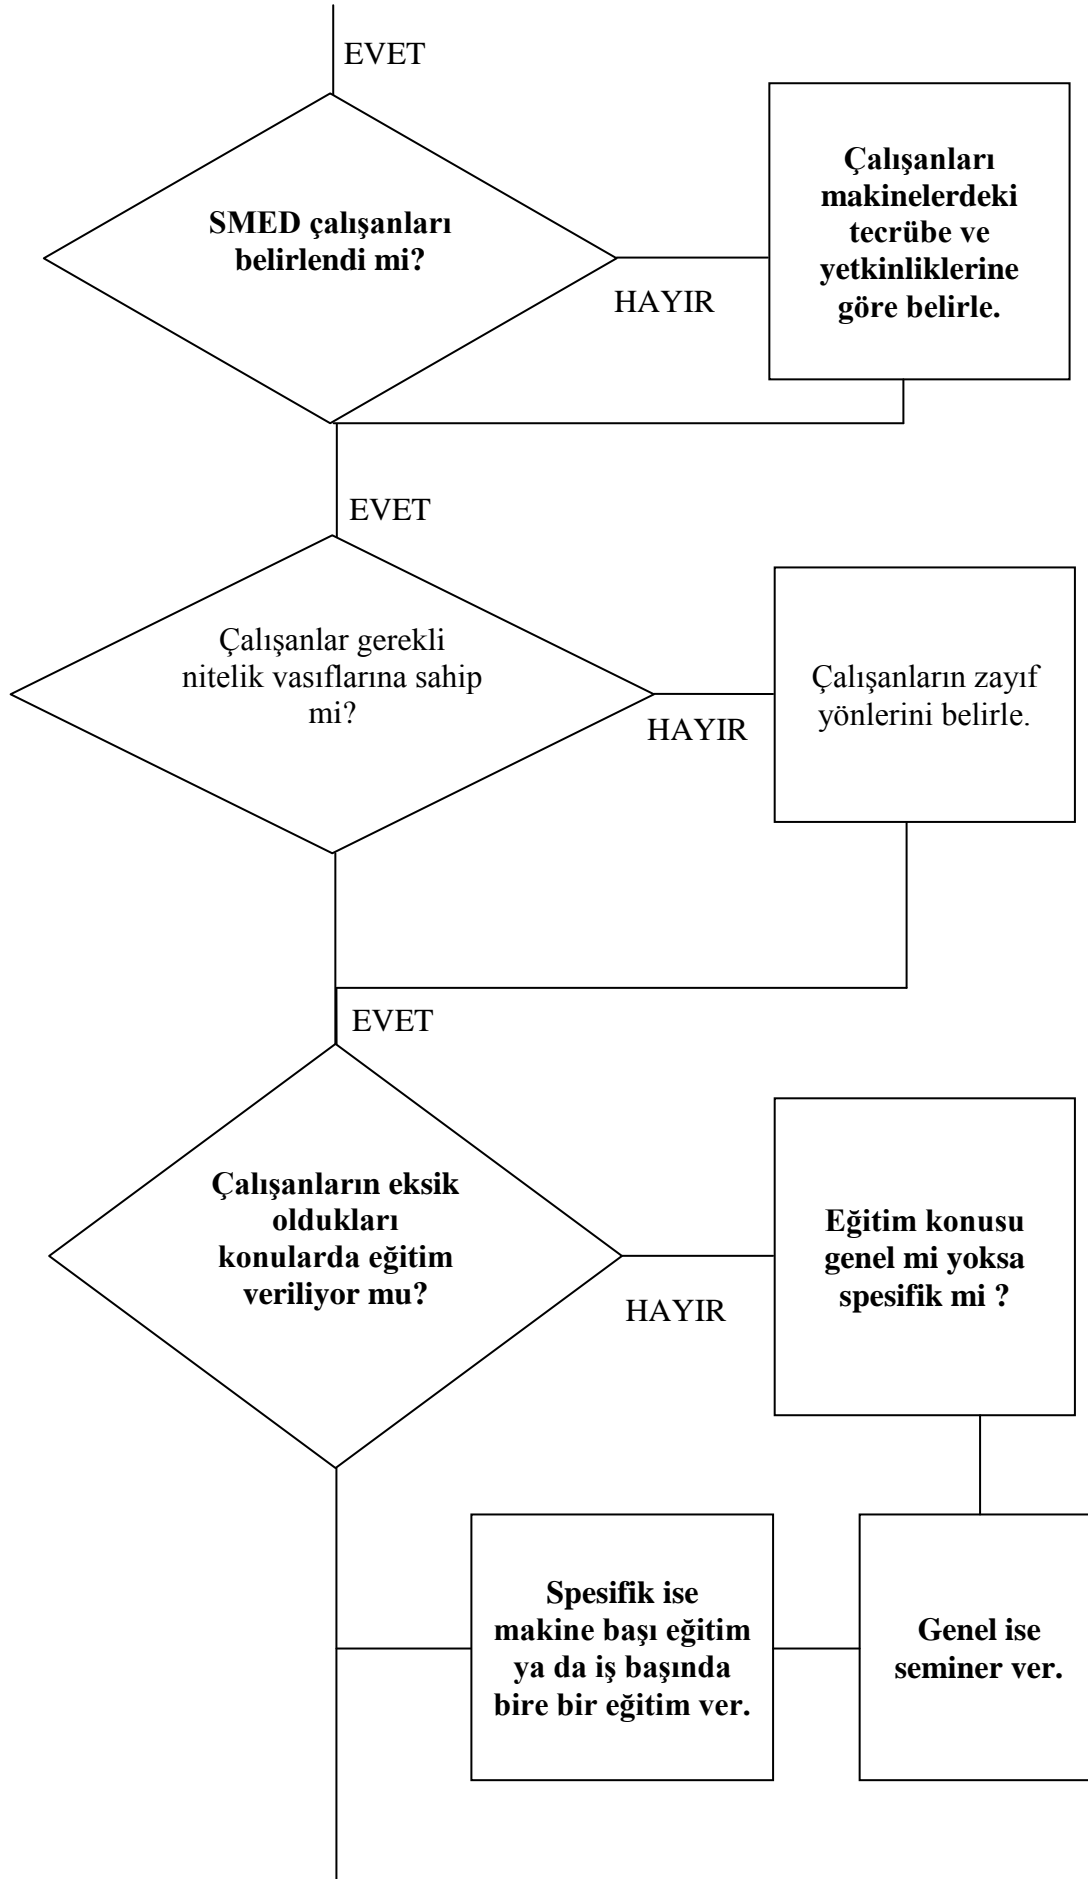 EVET
SMED çalışanları
belirlendi mi?
HAYIR
Çalışanları
makinelerdeki
tecrübe ve
yetkinliklerine
göre belirle.
EVET
Çalışanlar gerekli
nitelik vasıflarına sahip
mi?
HAYIR
Çalışanların zayıf
yönlerini belirle.
EVET
Çalışanların eksik
oldukları
konularda eğitim
veriliyor mu?
HAYIR
Eğitim konusu
genel mi yoksa
spesifik mi ?
Spesifik ise
makine başı eğitim
ya da iş başında
bire bir eğitim ver.
Genel ise
seminer ver.